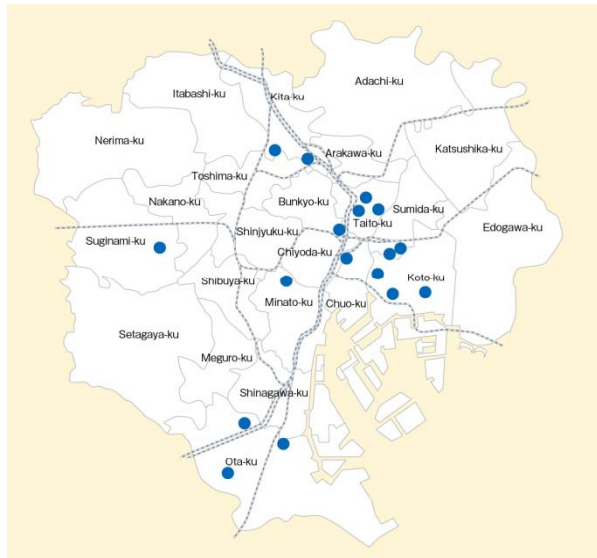 Adachi-ku
Itabashi-ku
Kita-ku
Nerima-ku
Arakawa-ku
Katsushika-ku
Toshima-ku
Nakano-ku
Bunkyo-ku
Sumida-ku
Taito-ku
Edogawa-ku
Shinjyuku-ku
Suginami-ku
Chiyoda-ku
Shibuya-ku
Koto-ku
Minato-ku
Chuo-ku
Setagaya-ku
Meguro-ku
Shinagawa-ku
Ota-ku